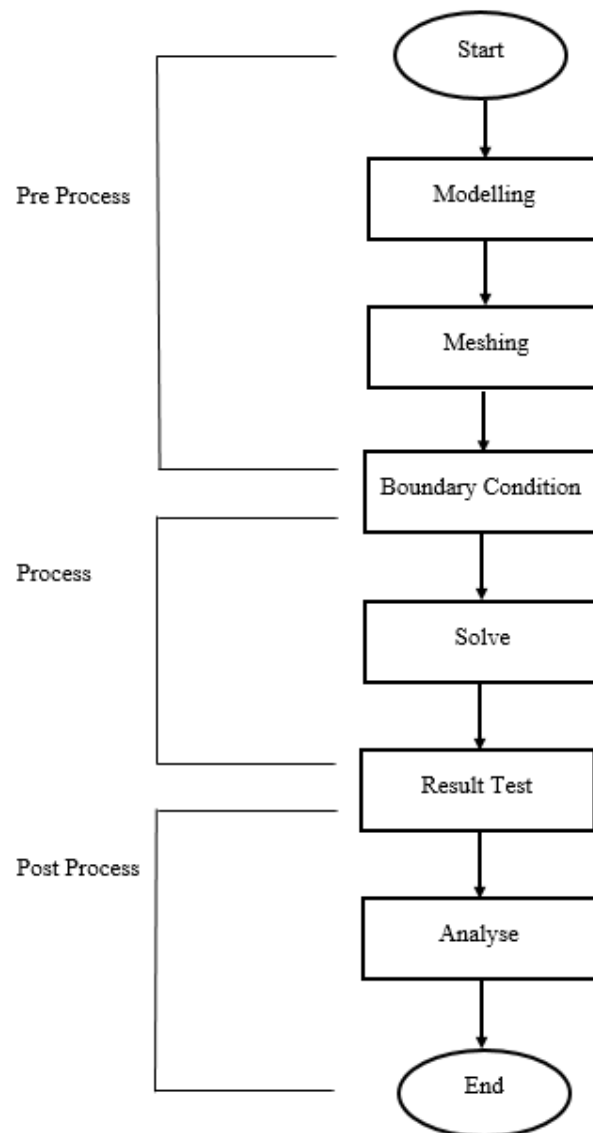 Start
Pre Process
Modelling
Meshing
Boundary Condition
Process
Solve
Result Test
Post Process
Analyse
End